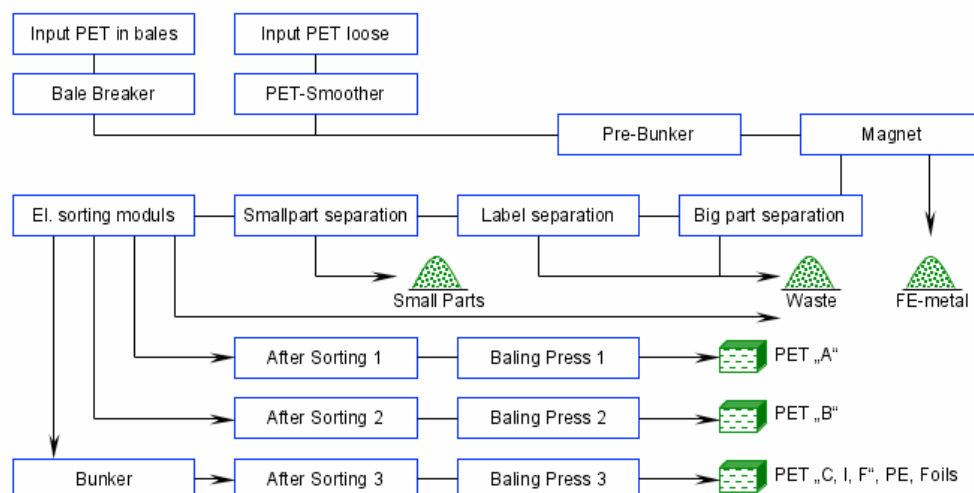 Input PET in bales
Input PET loose
Bale Breaker
PET-Smoother
Pre-Bunker
Magnet
El. sorting moduls
Smallpart separation
Label separation
Big part separation
Small Parts
Waste
FE-metal
After Sorting 1
Baling Press 1
PET „A“
After Sorting 2
Baling Press 2
PET „B“
Bunker
After Sorting 3
Baling Press 3
PET „C, I, F“, PE, Foils